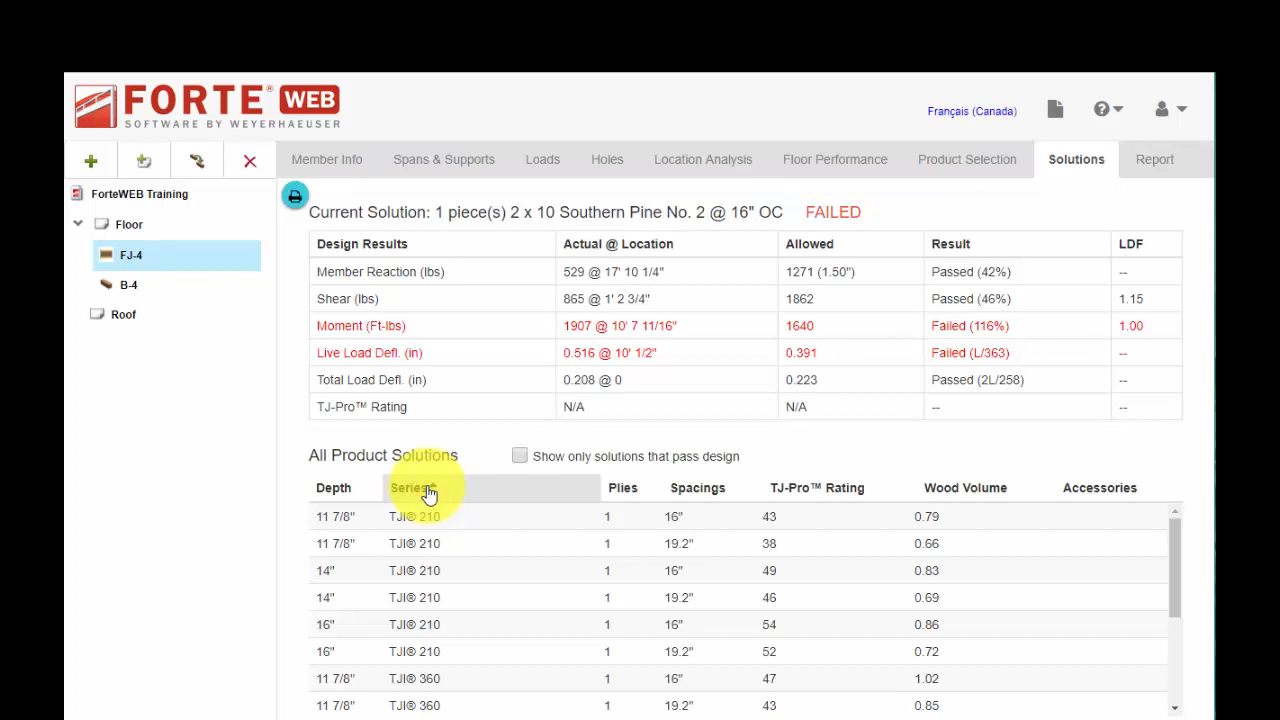 FORTE® WEB
SOFTWARE BY WEYERHAEUSER
Français (Canada)
Member Info Spans & Supports Loads Holes Location Analysis Floor Performance Product Selection Solutions Report
ForteWEB Training
Floor
FJ-4
B-4
Roof
Current Solution: 1 piece(s) 2 x 10 Southern Pine No. 2 @ 16" OC FAILED
Design Results Actual @ Location Allowed Result LDF
Member Reaction (lbs) 529 @ 17' 10 1/4" 1271 (1.50") Passed (42%) --
Shear (lbs) 865 @ 1' 2 3/4" 1862 Passed (46%) 1.15
Moment (Ft-lbs) 1907 @ 10' 7 11/16" 1640 Failed (116%) 1.00
Live Load Defl. (in) 0.516 @ 10' 1/2" 0.391 Failed (L/363) --
Total Load Defl. (in) 0.208 @ 0 0.223 Passed (2L/258) --
TJ-Pro™ Rating N/A N/A -- --
All Product Solutions Show only solutions that pass design
Depth Series Plies Spacings TJ-Pro™ Rating Wood Volume Accessories
11 7/8" TJI® 210 1 16" 43 0.79
11 7/8" TJI® 210 1 19.2" 38 0.66
14" TJI® 210 1 16" 49 0.83
14" TJI® 210 1 19.2" 46 0.69
16" TJI® 210 1 16" 54 0.86
16" TJI® 210 1 19.2" 52 0.72
11 7/8" TJI® 360 1 16" 47 1.02
11 7/8" TJI® 360 1 19.2" 43 0.85